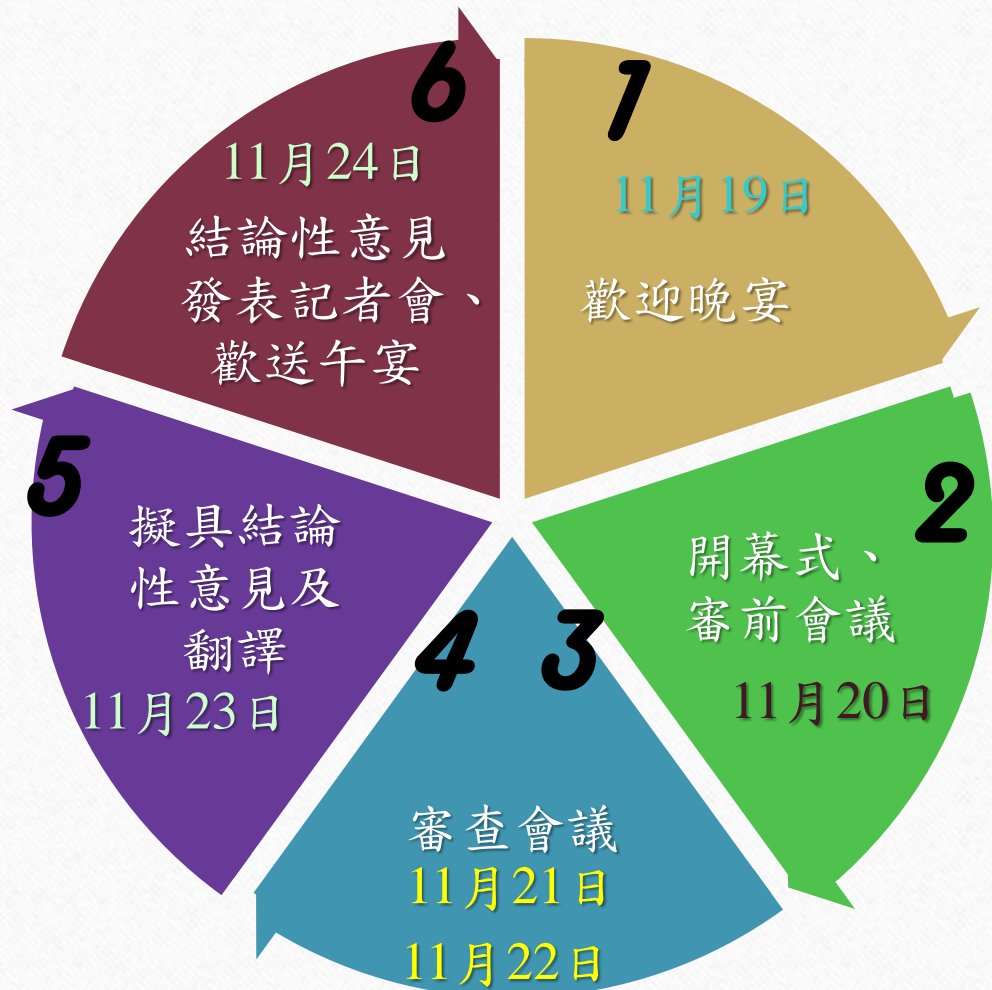 1
11月19日
歡迎晚宴
2
開幕式、
審前會議
11月20日
3
4
審查會議
11月21日
11月22日
5
擬具結論
性意見及
翻譯
11月23日
6
11月24日
結論性意見
發表記者會、
歡送午宴